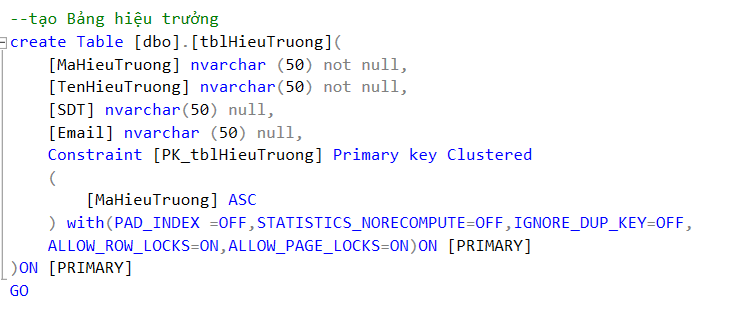 --tạo Bảng hiệu trưởng
create Table [dbo].[tblHieuTruong](
[MaHieuTruong] nvarchar (50) not null,
[TenHieuTruong] nvarchar(50) not null,
[SDT] nvarchar(50) null,
[Email] nvarchar (50) null,
Constraint [PK_tblHieuTruong] Primary key Clustered
(
[MaHieuTruong] ASC
) with(PAD_INDEX =OFF,STATISTICS_NORECOMPUTE=OFF,IGNORE_DUP_KEY=OFF,
ALLOW_ROW_LOCKS=ON,ALLOW_PAGE_LOCKS=ON)ON [PRIMARY]
)ON [PRIMARY]
GO